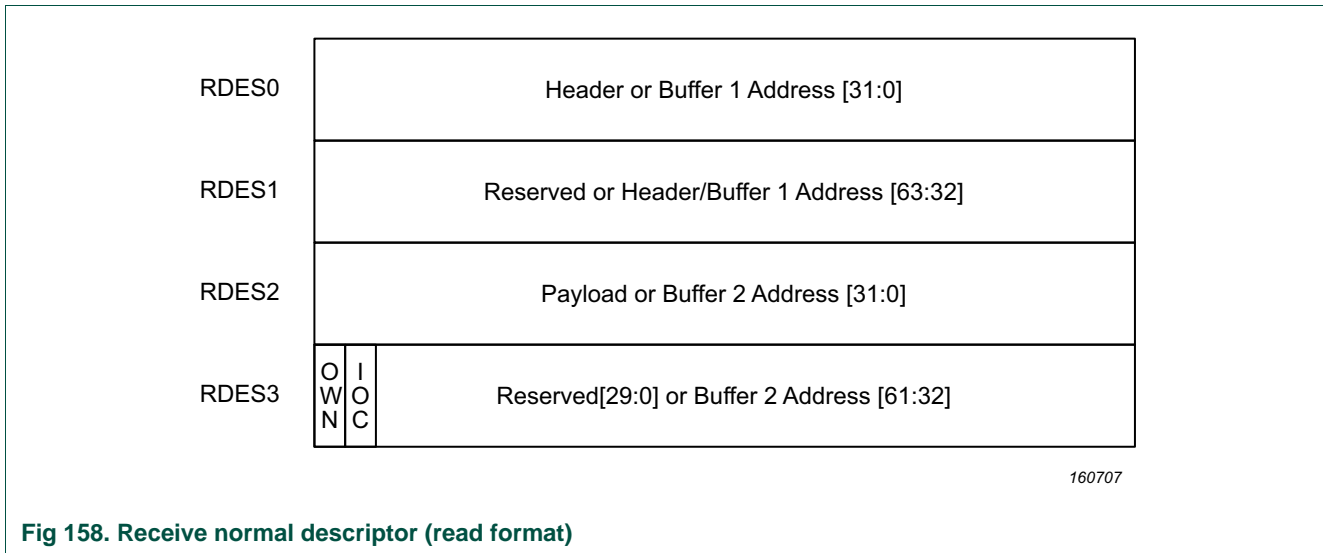 RDES0
Header or Buffer 1 Address [31:0]
RDES1
Reserved or Header/Buffer 1 Address [63:32]
RDES2
Payload or Buffer 2 Address [31:0]
RDES3
OWN
IOC
Reserved[29:0] or Buffer 2 Address [61:32]
160707
Fig 158. Receive normal descriptor (read format)